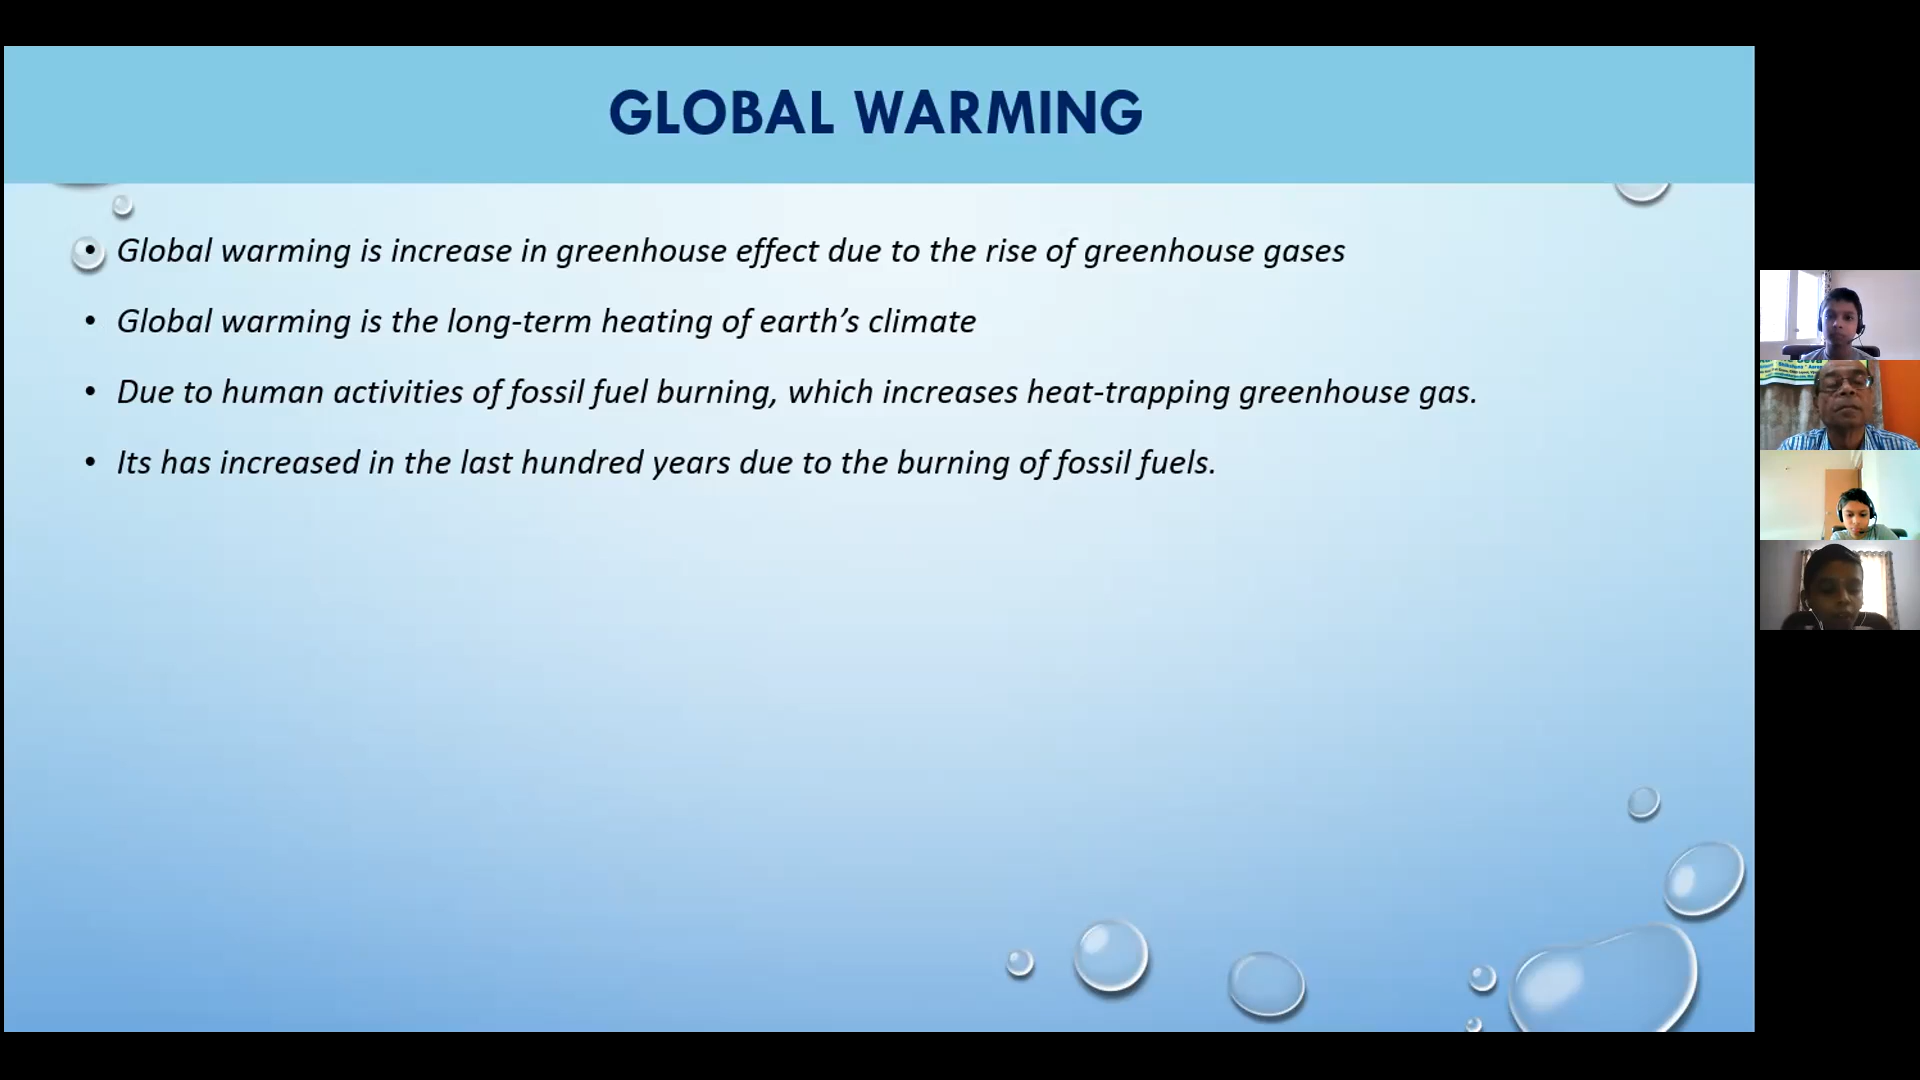 GLOBAL WARMING
• Global warming is increase in greenhouse effect due to the rise of greenhouse gases
• Global warming is the long-term heating of earth’s climate
• Due to human activities of fossil fuel burning, which increases heat-trapping greenhouse gas.
• Its has increased in the last hundred years due to the burning of fossil fuels.